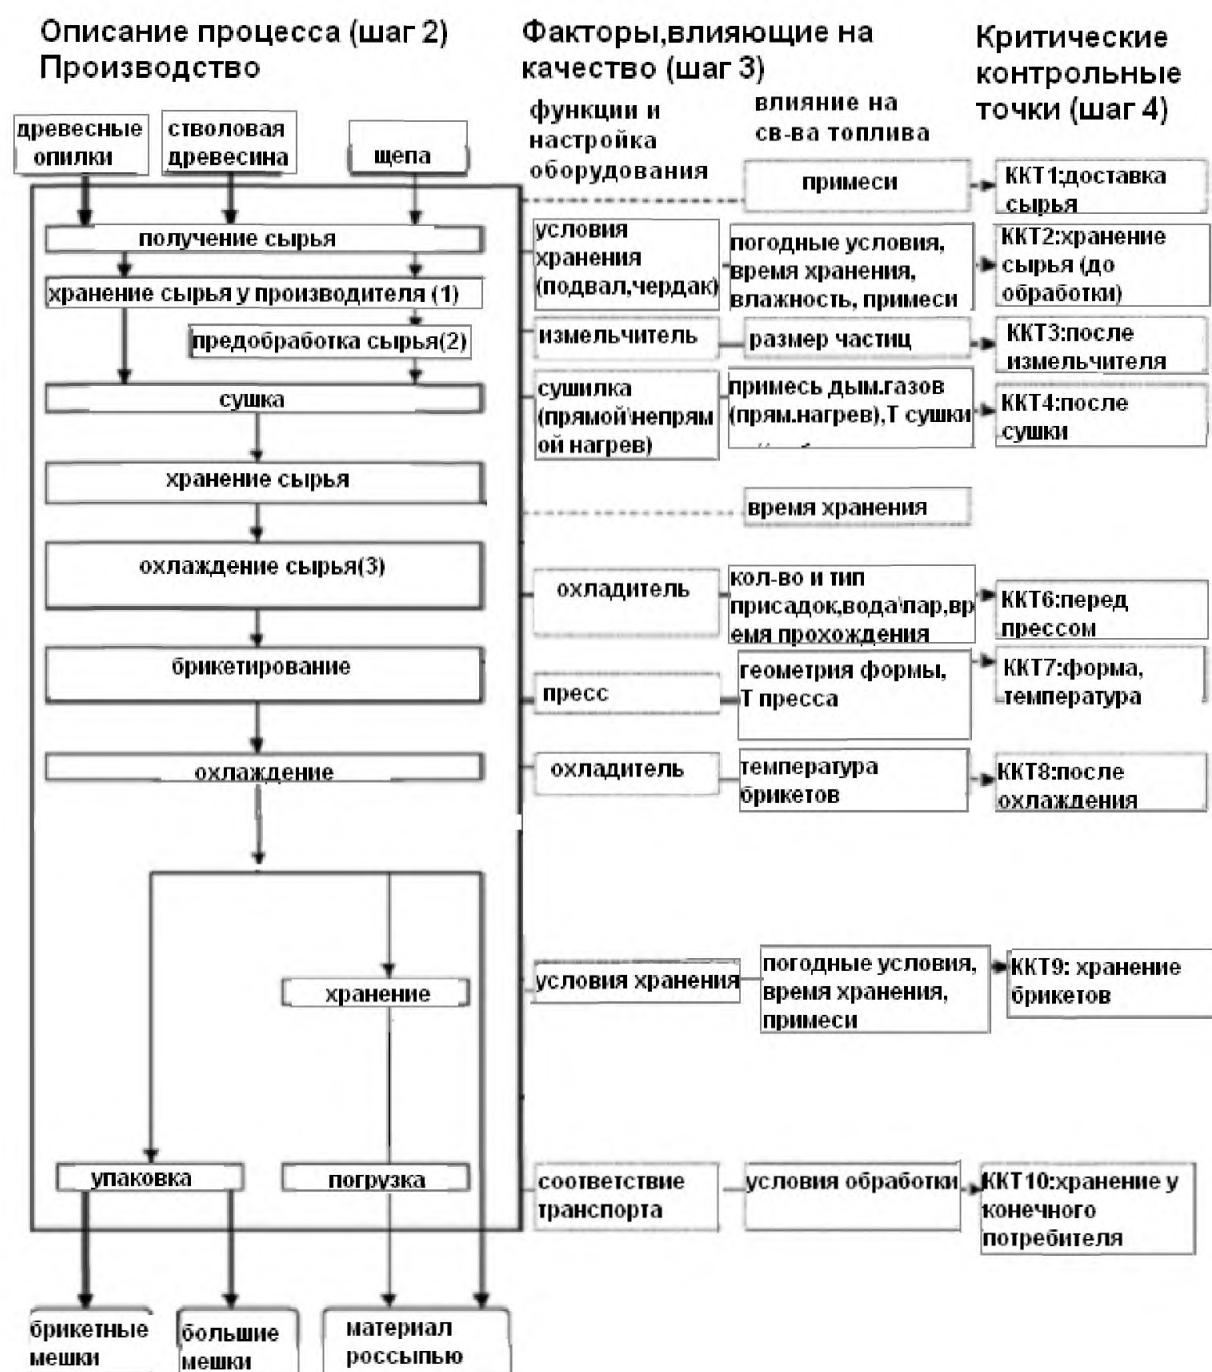 Описание процесса (шаг 2)
Производство
Факторы,влияющие на
качество (шаг 3)
Критические
контрольные
точки (шаг 4)
функции и
настройка
оборудования
влияние на
св-ва топлива
древесные
опилки
стволовая
древесина
щепа
примеси
ККТ1:доставка
сырья
получение сырья
условия
хранения
(подвал,чердак)
погодные условия,
время хранения,
влажность, примеси
ККТ2:хранение
сырья (до
обработки)
хранение сырья у производителя (1)
предобработка сырья(2)
измельчитель
размер частиц
ККТ3:после
измельчителя
сушка
сушилка
(прямой\непрям
ой нагрев)
примесь дым.газов
(прям.нагрев),Т сушки
ККТ4:после
сушки
хранение сырья
время хранения
охлаждение сырья(3)
охладитель
кол-во и тип
присадок,вода\пар,вр
емя прохождения
ККТ6:перед
прессом
брикетирование
пресс
геометрия формы,
Т пресса
ККТ7:форма,
температура
охлаждение
охладитель
температура
брикетов
ККТ8:после
охлаждения
хранение
условия хранения
погодные условия,
время хранения,
примеси
ККТ9: хранение
брикетов
упаковка
погрузка
соответствие
транспорта
условия обработки
ККТ10:хранение у
конечного
потребителя
брикетные
мешки
большие
мешки
материал
россыпью